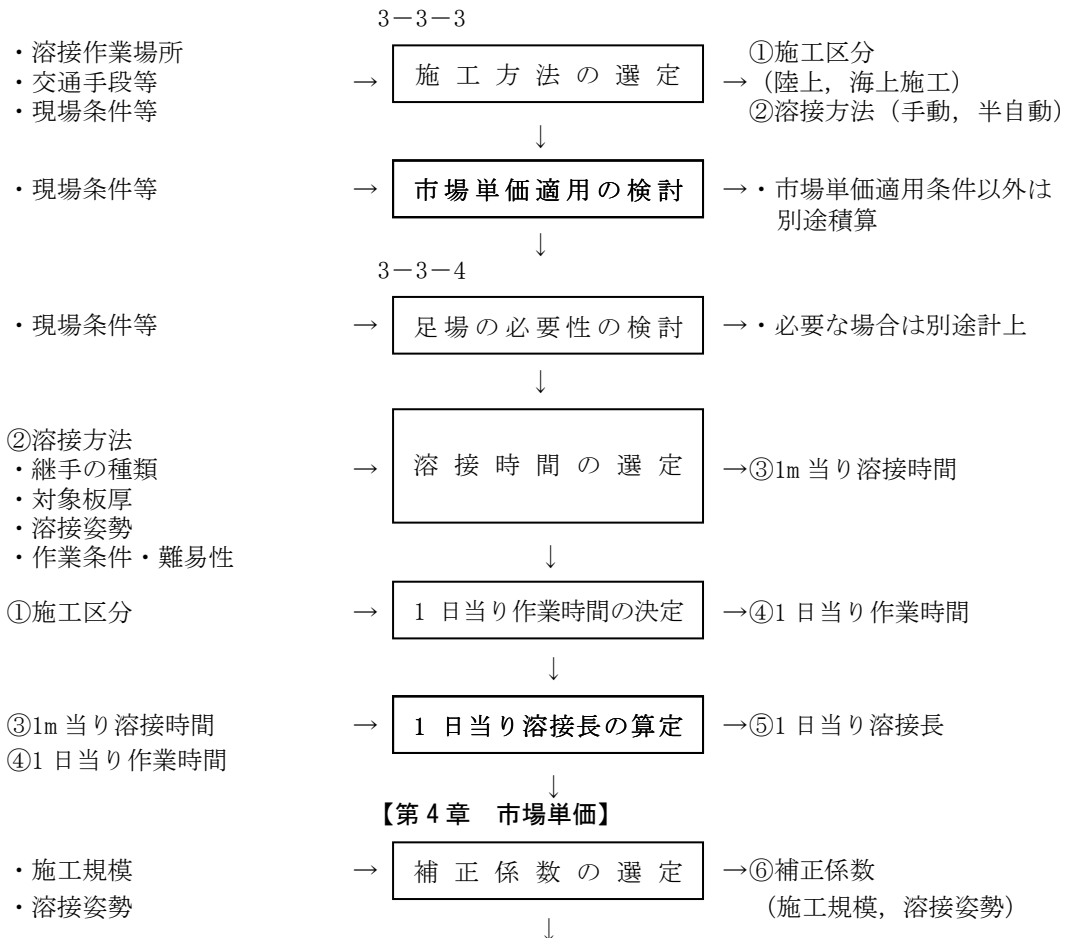 3-3-3
・溶接作業場所
・交通手段等
・現場条件等
→ 施工方法の選定 →
①施工区分
(陸上，海上施工)
②溶接方法（手動，半自動）
↓
・現場条件等 → 市場単価適用の検討 →・市場単価適用条件以外は
別途積算
↓
3-3-4
・現場条件等 → 足場の必要性の検討 →・必要な場合は別途計上
↓
②溶接方法
・継手の種類 → 溶接時間の選定 →③1m 当り溶接時間
・対象板厚
・溶接姿勢
・作業条件・難易性
↓
①施工区分 → 1 日当り作業時間の決定 →④1 日当り作業時間
↓
③1m 当り溶接時間 → 1 日当り溶接長の算定 →⑤1 日当り溶接長
④1 日当り作業時間
↓
【第4章　市場単価】
・施工規模 → 補正係数の選定 →⑥補正係数
・溶接姿勢 （施工規模，溶接姿勢）
↓